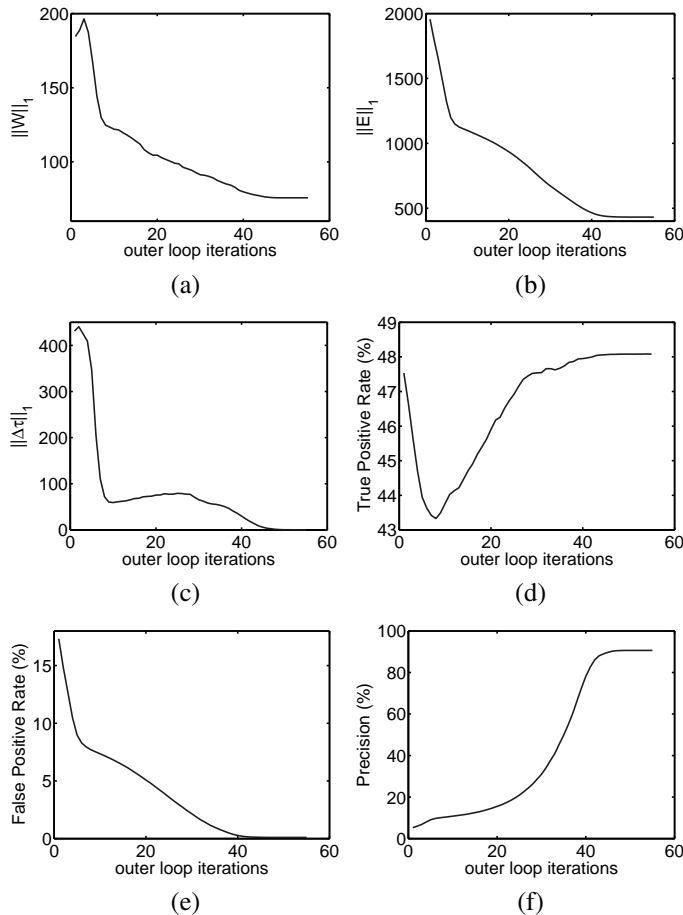 200
150
100
||W||₁
0 20 40 60
outer loop iterations
(a)
2000
1500
1000
500
||E||₁
0 20 40 60
outer loop iterations
(b)
400
300
200
100
0
||Δτ||₁
0 20 40 60
outer loop iterations
(c)
49
48
47
46
45
44
43
True Positive Rate (%)
0 20 40 60
outer loop iterations
(d)
15
10
5
0
False Positive Rate (%)
0 20 40 60
outer loop iterations
(e)
100
80
60
40
20
0
Precision (%)
0 20 40 60
outer loop iterations
(f)